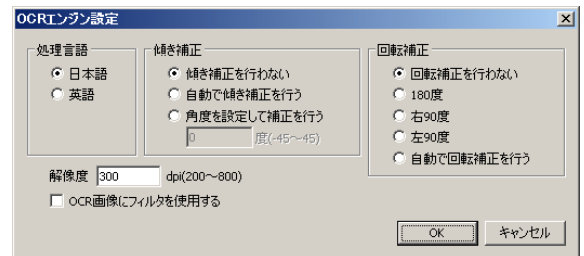 OCRエンジン設定
処理言語
日本語
英語
傾き補正
傾き補正を行わない
自動で傾き補正を行う
角度を設定して補正を行う
0 度(-45～45)
回転補正
回転補正を行わない
180度
右90度
左90度
自動で回転補正を行う
解像度 300 dpi(200～800)
OCR画像にフィルタを使用する
OK キャンセル